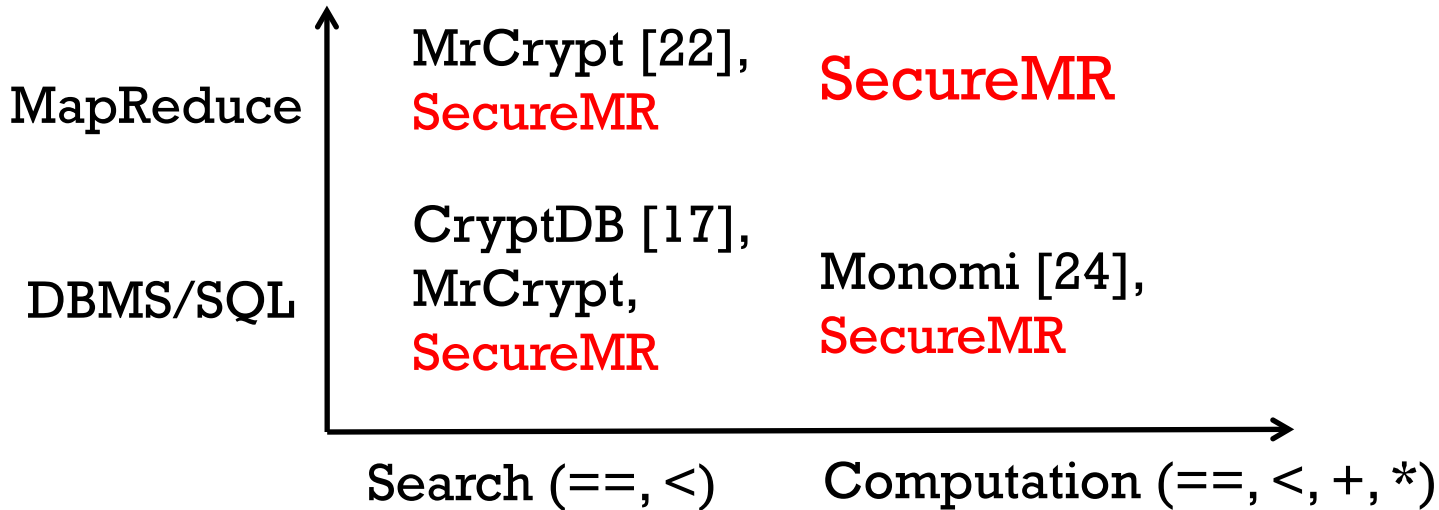 MapReduce
MrCrypt [22],
SecureMR
SecureMR
DBMS/SQL
CryptDB [17],
MrCrypt,
SecureMR
Monomi [24],
SecureMR
Search (==, <)
Computation (==, <, +, *)